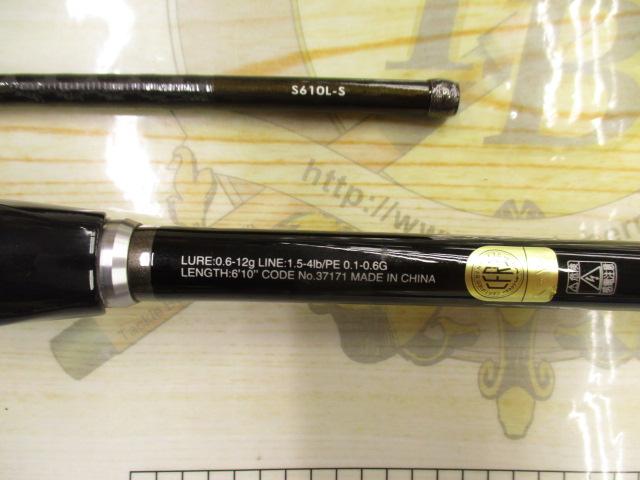 S610L-S
http://www.
LURE:0.6-12g LINE:1.5-4lb/PE 0.1-0.6G
LENGTH:6'10" CODE No.37171 MADE IN CHINA
Tackle